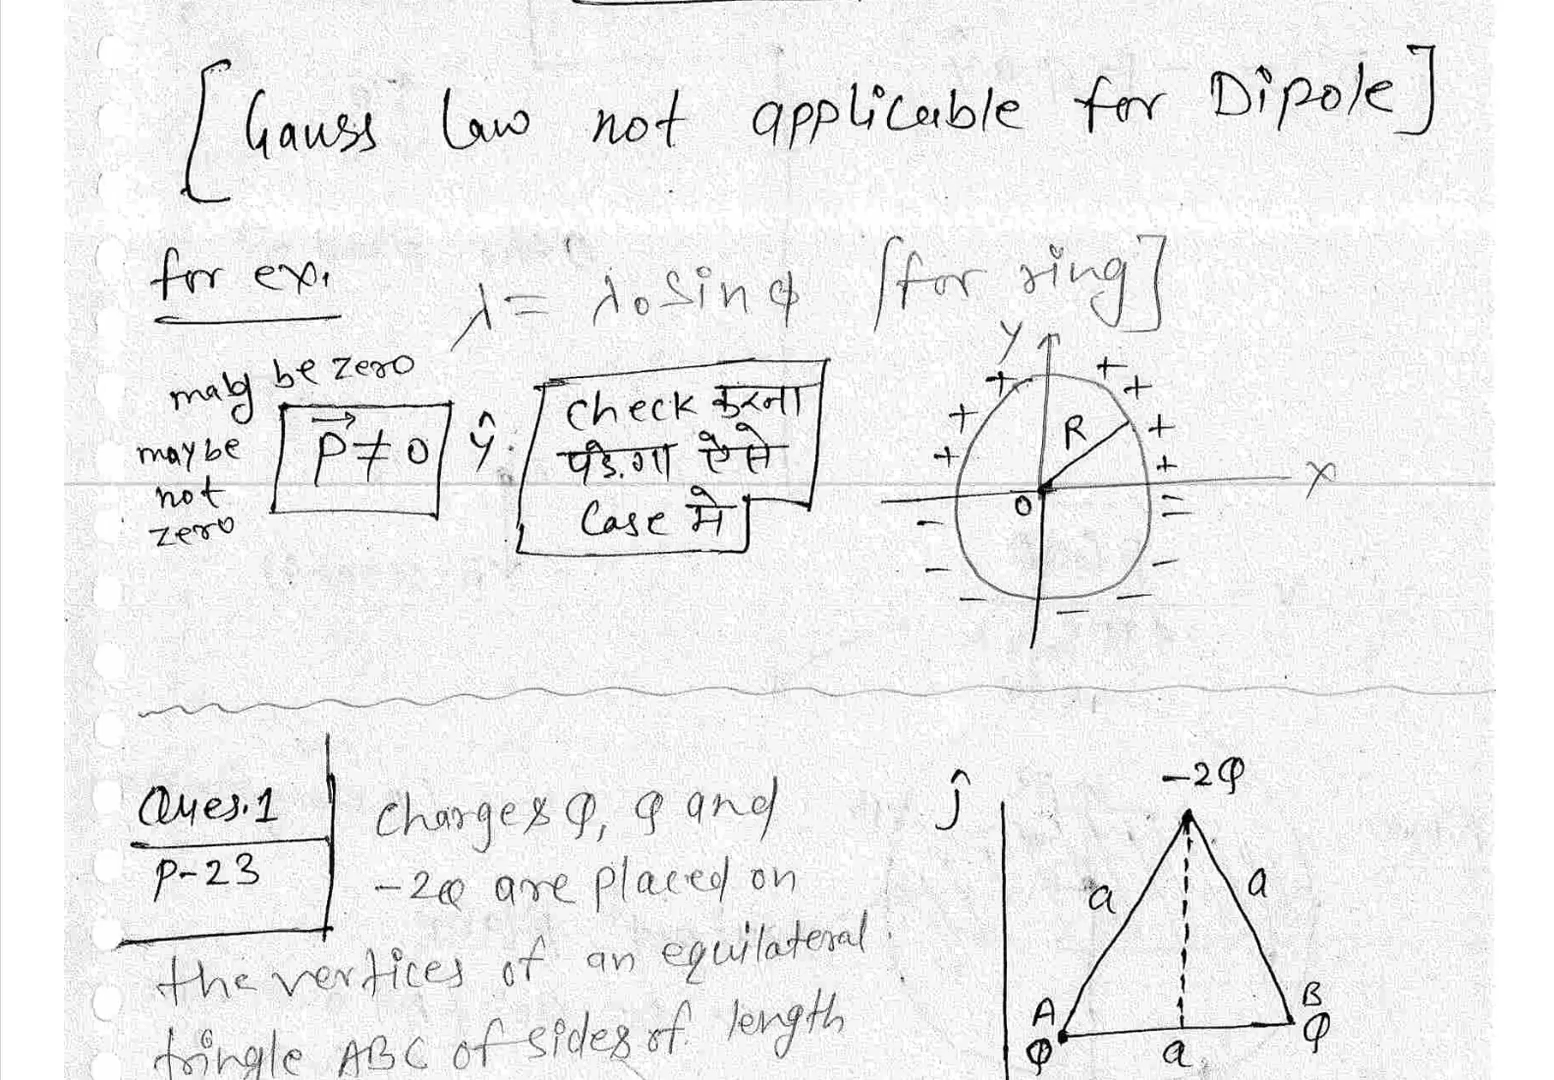 [Gauss Law not applicable for Dipole]
for ex.
λ = λ₀ sin φ [for ring]
may be zero
maybe
not
zero
P⃗ ≠ 0 ŷ.
check करना
पडे.गा ऐसे
Case मे
Y
+ + + + + + + +
R
X
O
− − − − − − − −
Ques.1
P-23
Charges Q, Q and
-2Q are placed on
the vertices of an equilateral
tringle ABC of sides of length
ĵ
-2Q
a
a
A
Q
B
Q
a